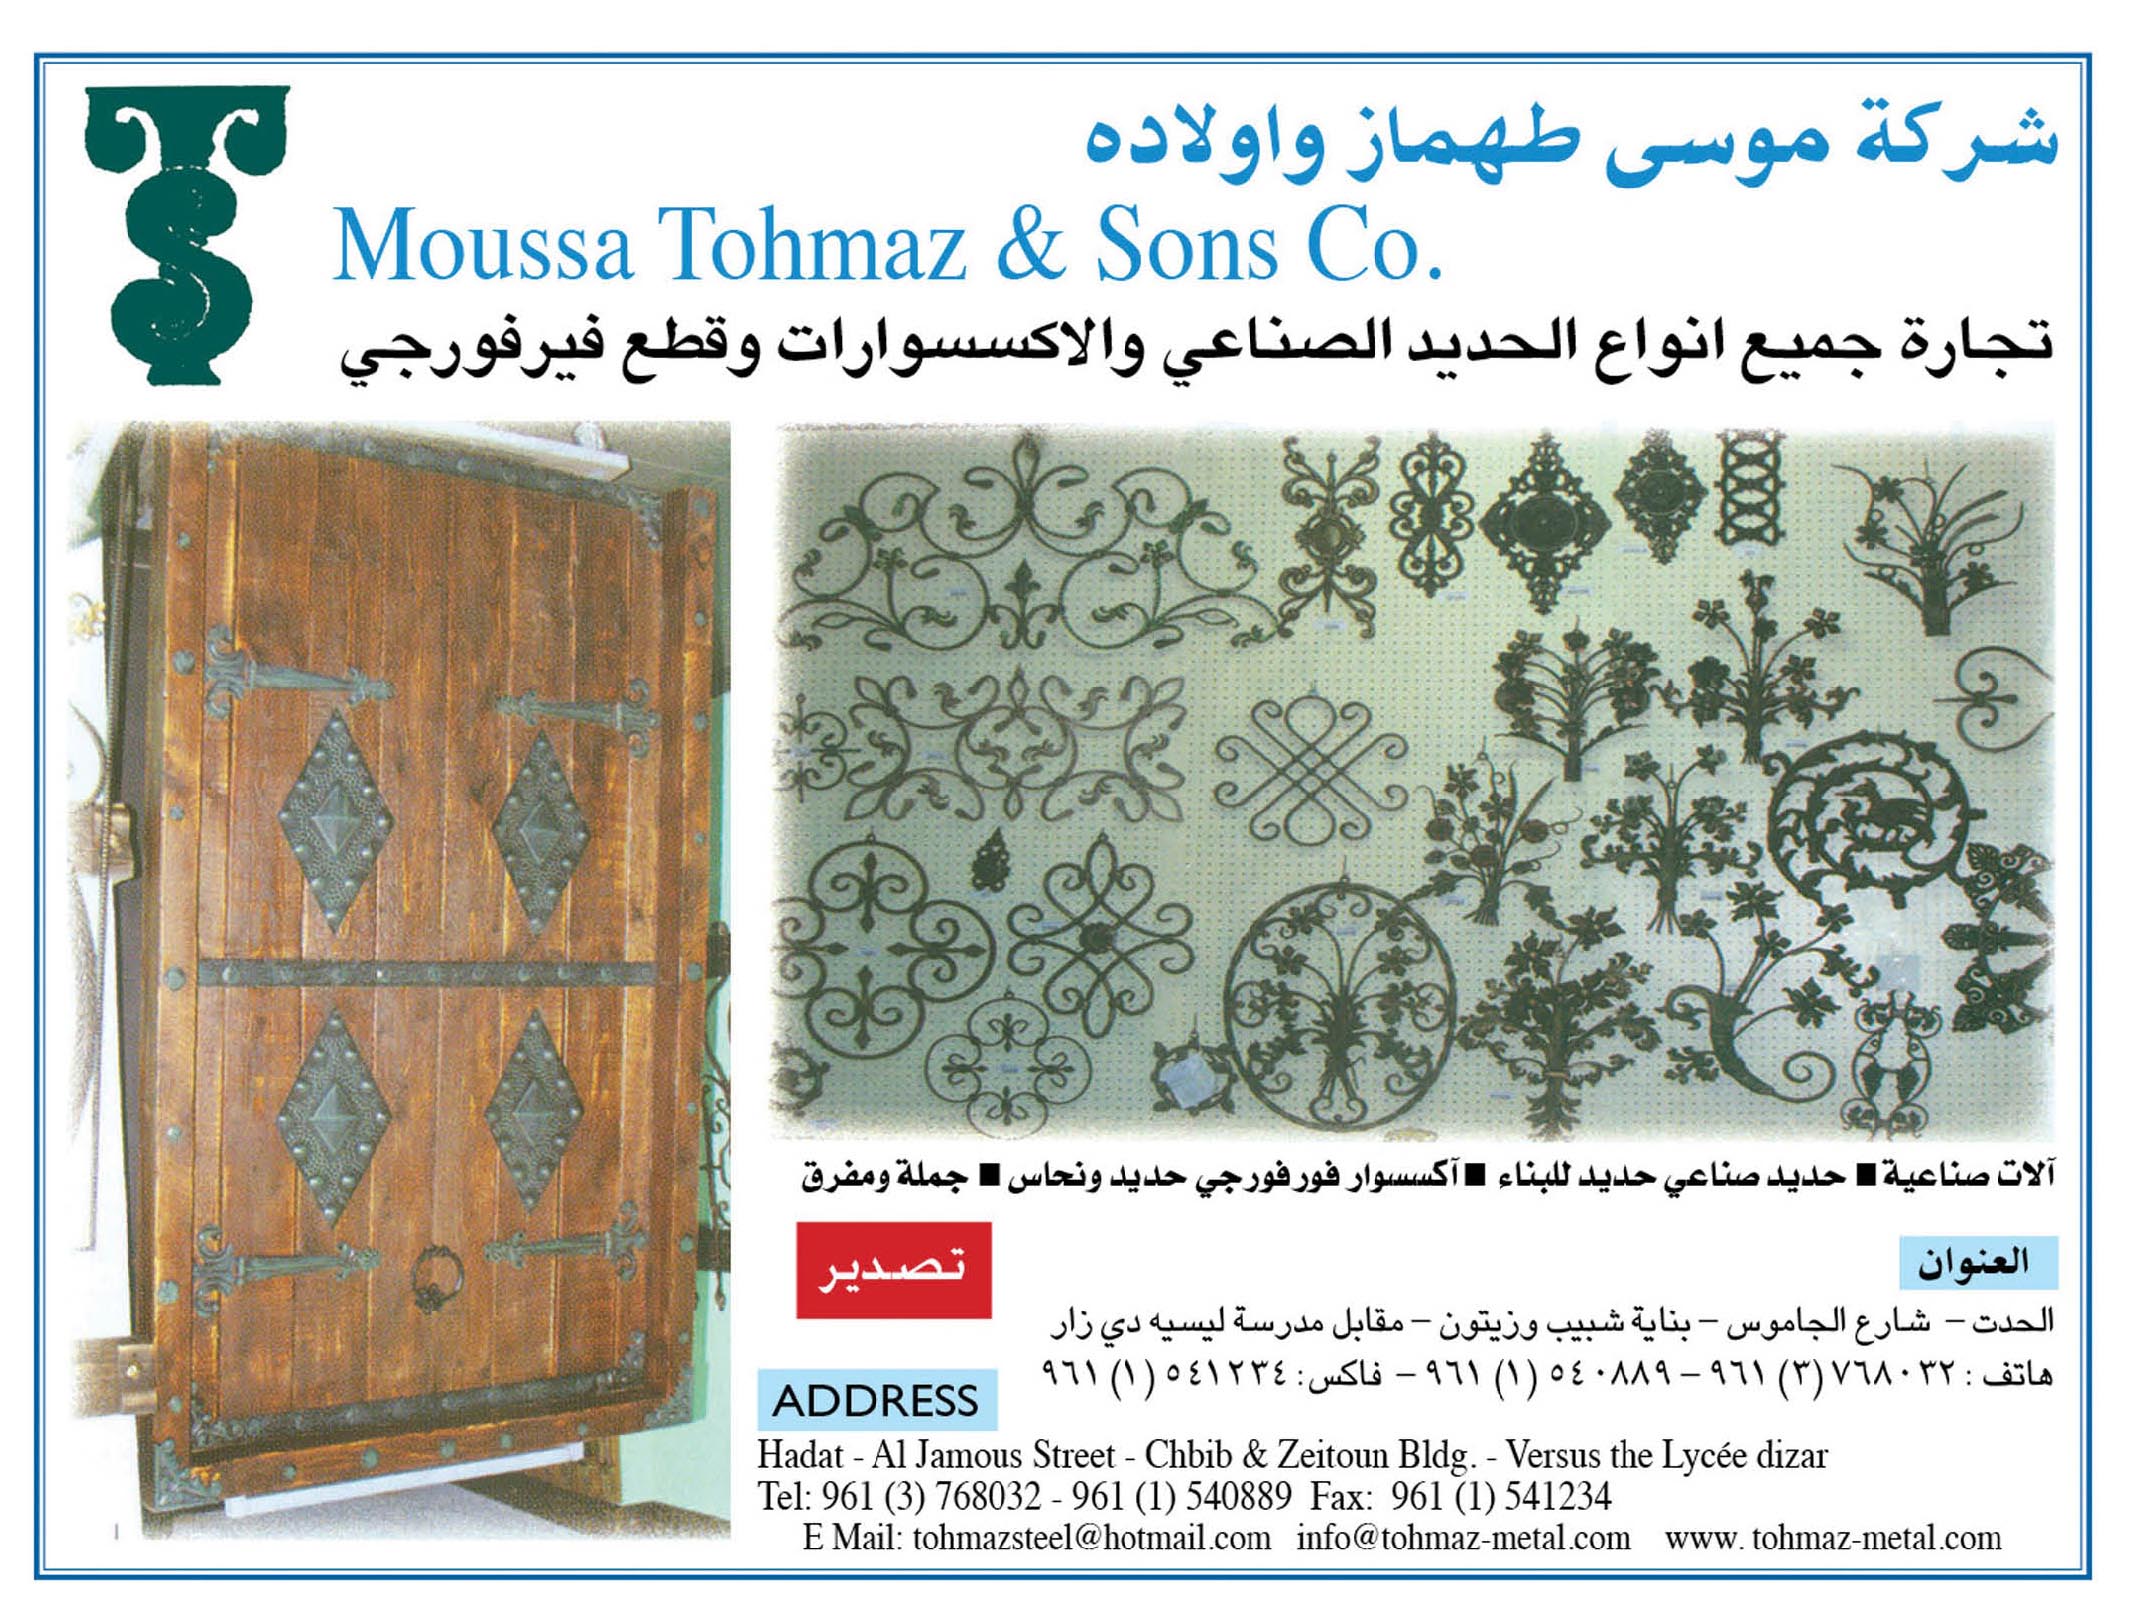 شركة موسى طهماز واولاده
Moussa Tohmaz & Sons Co.
تجارة جميع انواع الحديد الصناعي والاكسسوارات وقطع فيرفورجي
آلات صناعية ■ حديد صناعي حديد للبناء ■ آكسسوار فورفورجي حديد ونحاس ■ جملة ومفرق
تصدير
العنوان
الحدت – شارع الجاموس – بناية شبيب وزيتون – مقابل مدرسة ليسيه دي زار
هاتف : ٧٦٨٠٣٢ (٣) ٩٦١ – ٥٤٠٨٨٩ (١) ٩٦١ – فاكس: ٥٤١٢٣٤ (١) ٩٦١
ADDRESS
Hadat - Al Jamous Street - Chbib & Zeitoun Bldg. - Versus the Lycée dizar
Tel: 961 (3) 768032 - 961 (1) 540889 Fax: 961 (1) 541234
E Mail: tohmazsteel@hotmail.com info@tohmaz-metal.com www. tohmaz-metal.com